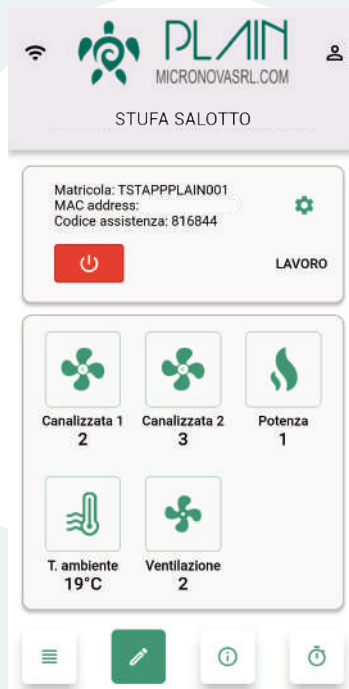 PLAIN
MICRONOVASRL.COM
STUFA SALOTTO
Matricola: TSTAPPPLAIN001
MAC address:
Codice assistenza: 816844
LAVORO
Canalizzata 1
2
Canalizzata 2
3
Potenza
1
T. ambiente
19°C
Ventilazione
2